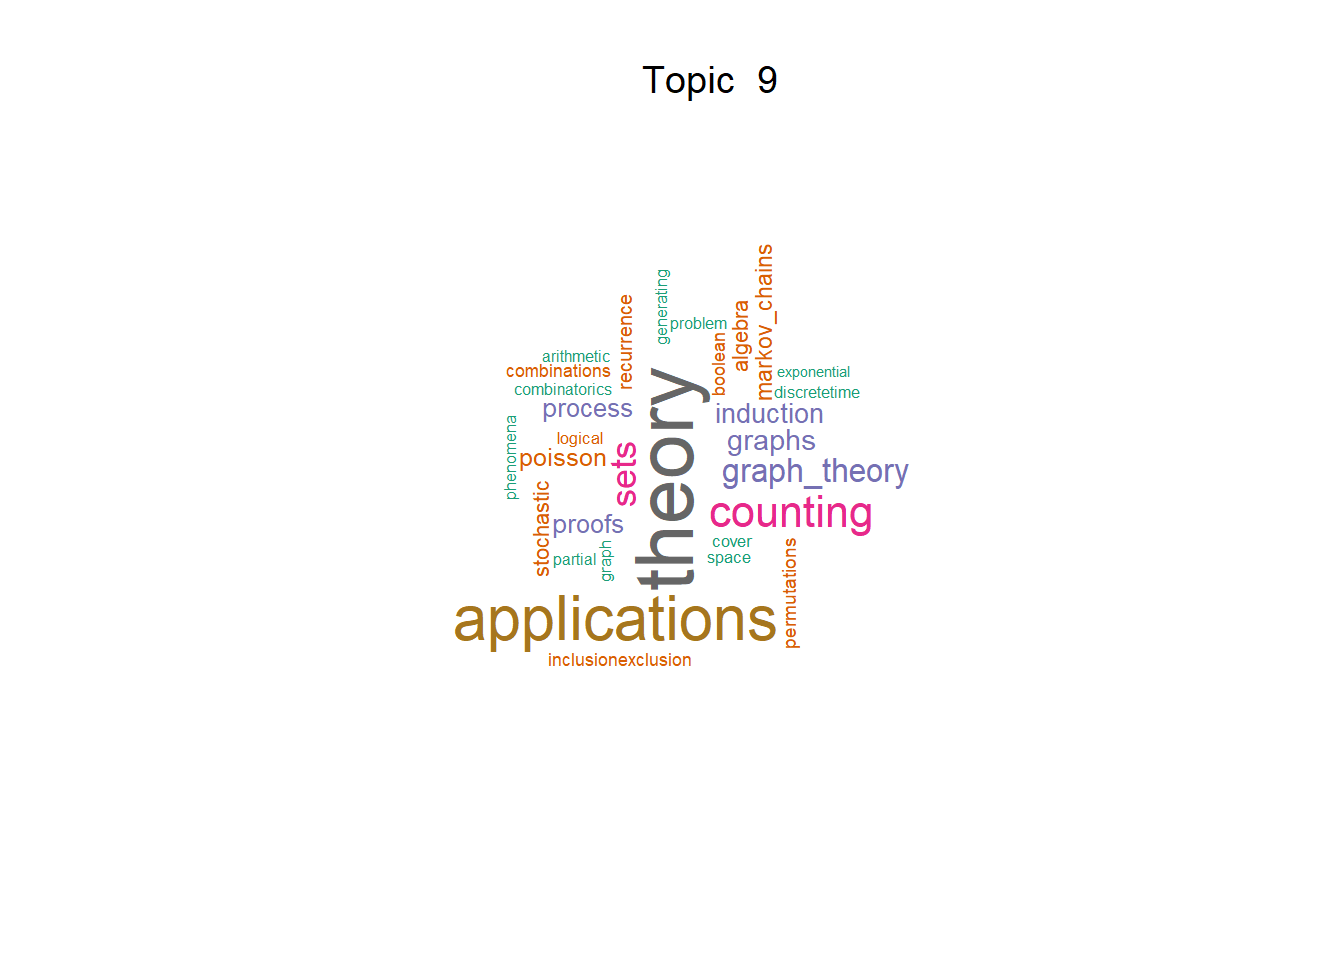 Topic 9
markov_chains
generating
recurrence
algebra
problem
boolean
arithmetic
combinations
exponential
combinatorics
discretetime
theory
process
induction
phenomena
logical
graphs
sets
poisson
graph_theory
stochastic
counting
proofs
cover
graph
partial
space
permutations
applications
inclusionexclusion